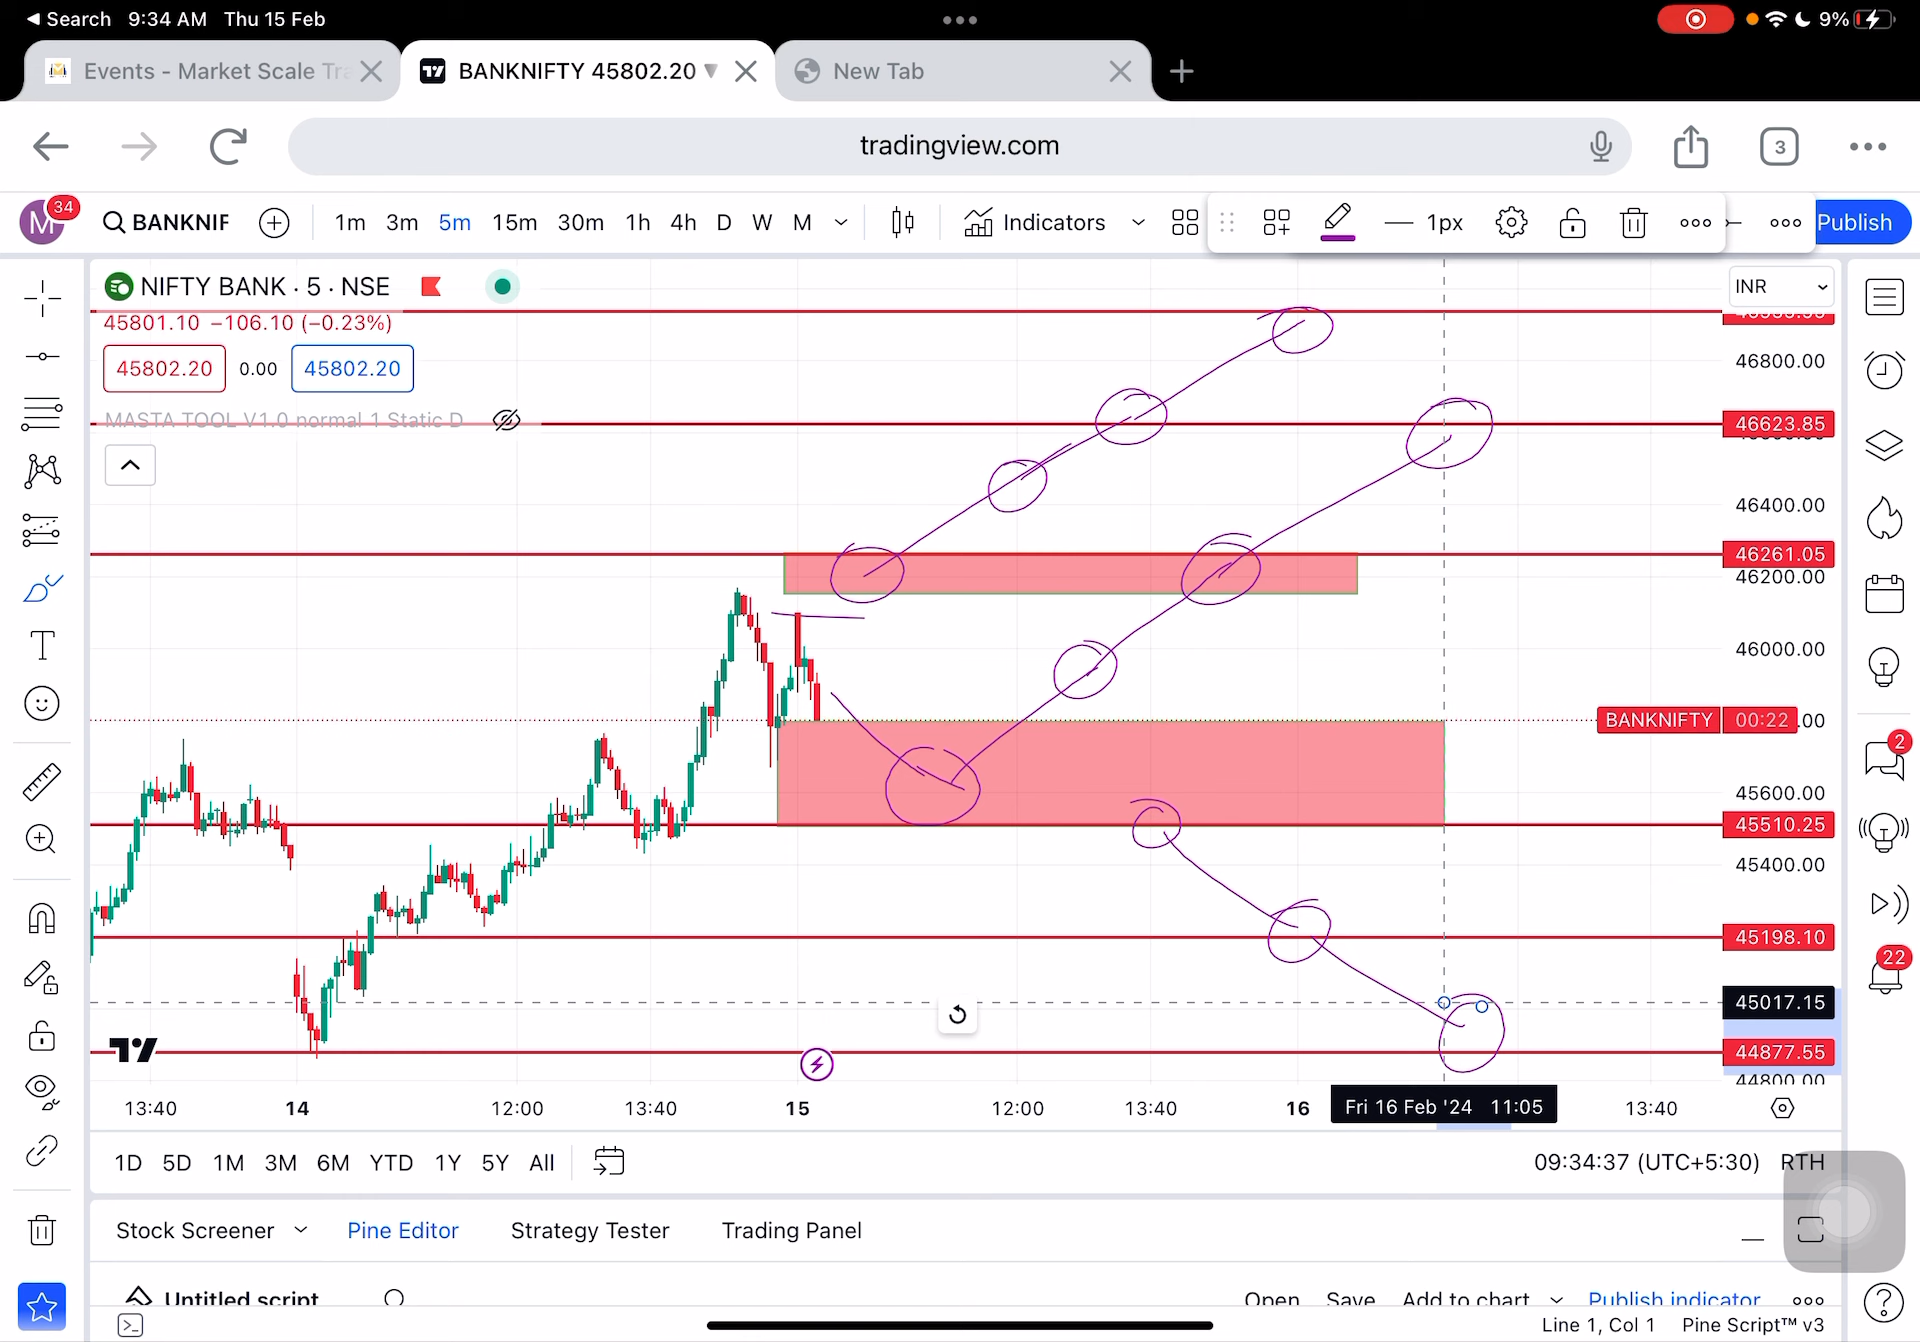 Search 9:34 AM Thu 15 Feb
9%
Events - Market Scale Tra
BANKNIFTY 45802.20
New Tab
tradingview.com
3
M
34
BANKNIF
1m 3m 5m 15m 30m 1h 4h D W M
Indicators
1px
Publish
NIFTY BANK · 5 · NSE
INR
45801.10 −106.10 (−0.23%)
45802.20 0.00 45802.20
MASTA TOOL V1.0 normal 1 Static D
46800.00
46623.85
46400.00
46261.05
46200.00
46000.00
BANKNIFTY 00:22 .00
2
45600.00
45510.25
45400.00
45198.10
22
45017.15
44877.55
44800.00
13:40 14 12:00 13:40 15 12:00 13:40 16 Fri 16 Feb '24 11:05 13:40
1D 5D 1M 3M 6M YTD 1Y 5Y All
09:34:37 (UTC+5:30) RTH
Stock Screener Pine Editor Strategy Tester Trading Panel
Untitled script
Open Save Add to chart Publish indicator
Line 1, Col 1 Pine Script™ v3